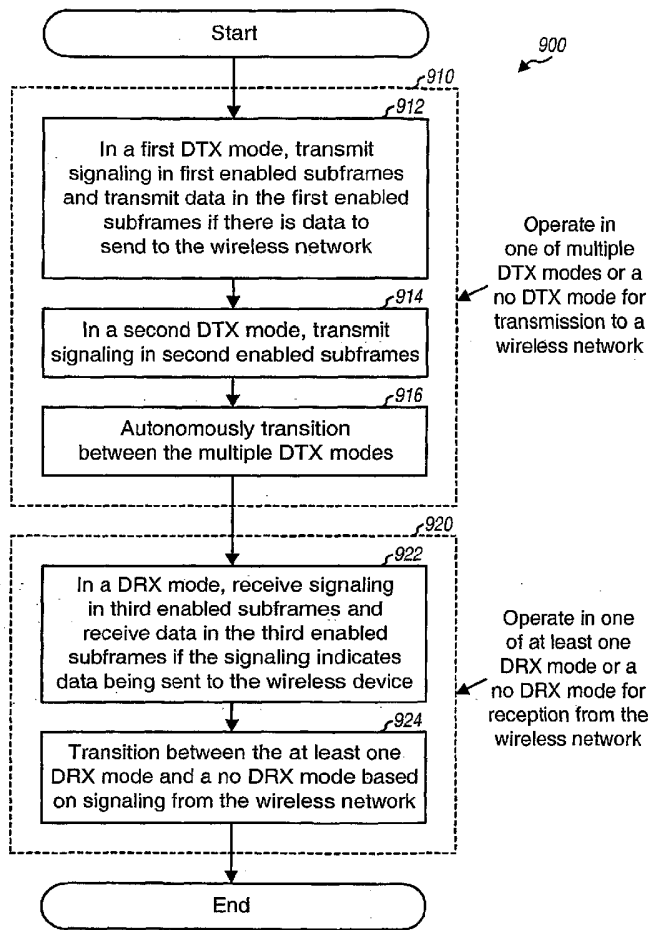 Start
900
910
912
In a first DTX mode, transmit
signaling in first enabled subframes
and transmit data in the first enabled
subframes if there is data to
send to the wireless network
Operate in
one of multiple
DTX modes or a
no DTX mode for
transmission to a
wireless network
914
In a second DTX mode, transmit
signaling in second enabled subframes
916
Autonomously transition
between the multiple DTX modes
920
922
In a DRX mode, receive signaling
in third enabled subframes and
receive data in the third enabled
subframes if the signaling indicates
data being sent to the wireless device
Operate in one
of at least one
DRX mode or a
no DRX mode for
reception from the
wireless network
924
Transition between the at least one
DRX mode and a no DRX mode based
on signaling from the wireless network
End